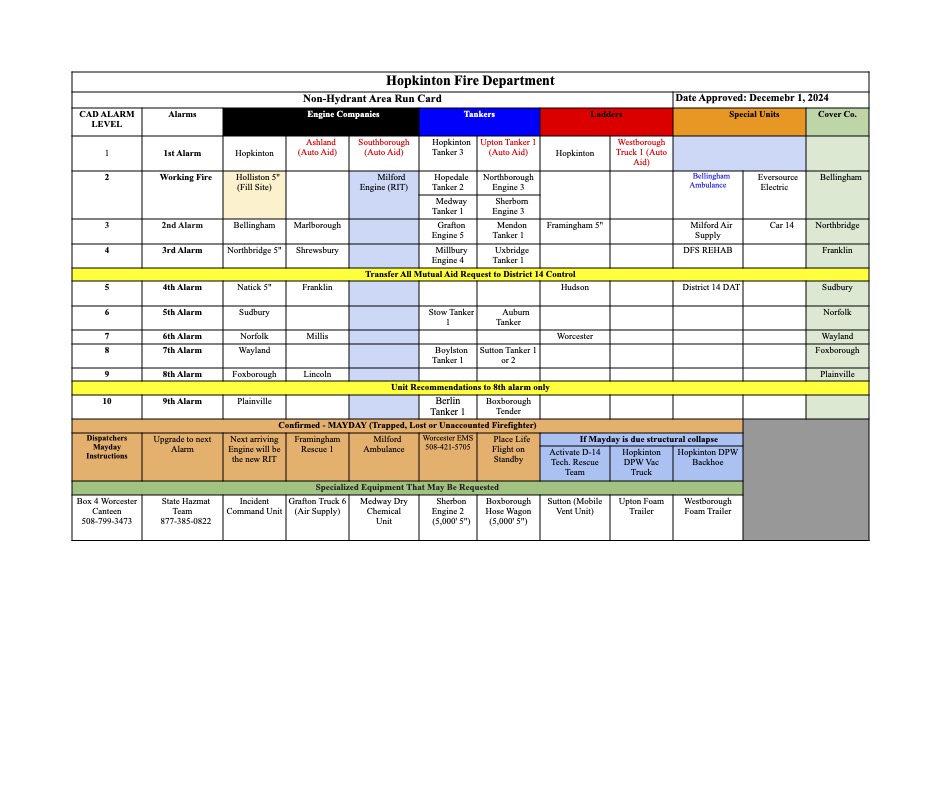 Hopkinton Fire Department
Non-Hydrant Area Run Card Date Approved: Decemebr 1, 2024
CAD ALARM LEVEL Alarms Engine Companies Tankers Ladders Special Units Cover Co.
1 1st Alarm Hopkinton Ashland (Auto Aid) Southborough (Auto Aid) Hopkinton Tanker 3 Upton Tanker 1 (Auto Aid) Hopkinton Westborough Truck 1 (Auto Aid)
2 Working Fire Holliston 5" (Fill Site) Milford Engine (RIT) Hopedale Tanker 2 Northborough Engine 3 Bellingham Ambulance Eversource Electric Bellingham
Medway Tanker 1 Sherborn Engine 3
3 2nd Alarm Bellingham Marlborough Grafton Engine 5 Mendon Tanker 1 Framingham 5" Milford Air Supply Car 14 Northbridge
4 3rd Alarm Northbridge 5" Shrewsbury Millbury Engine 4 Uxbridge Tanker 1 DFS REHAB Franklin
Transfer All Mutual Aid Request to District 14 Control
5 4th Alarm Natick 5" Franklin Hudson District 14 DAT Sudbury
6 5th Alarm Sudbury Stow Tanker 1 Auburn Tanker Norfolk
7 6th Alarm Norfolk Millis Worcester Wayland
8 7th Alarm Wayland Boylston Tanker 1 Sutton Tanker 1 or 2 Foxborough
9 8th Alarm Foxborough Lincoln Plainville
Unit Recommendations to 8th alarm only
10 9th Alarm Plainville Berlin Tanker 1 Boxborough Tender
Confirmed - MAYDAY (Trapped, Lost or Unaccounted Firefighter)
Dispatchers Mayday Instructions Upgrade to next Alarm Next arriving Engine will be the new RIT Framingham Rescue 1 Milford Ambulance Worcester EMS 508-421-5705 Place Life Flight on Standby If Mayday is due structural collapse
Activate D-14 Tech. Rescue Team Hopkinton DPW Vac Truck Hopkinton DPW Backhoe
Specialized Equipment That May Be Requested
Box 4 Worcester Canteen 508-799-3473 State Hazmat Team 877-385-0822 Incident Command Unit Grafton Truck 6 (Air Supply) Medway Dry Chemical Unit Sherbon Engine 2 (5,000' 5") Boxborough Hose Wagon (5,000' 5") Sutton (Mobile Vent Unit) Upton Foam Trailer Westborough Foam Trailer